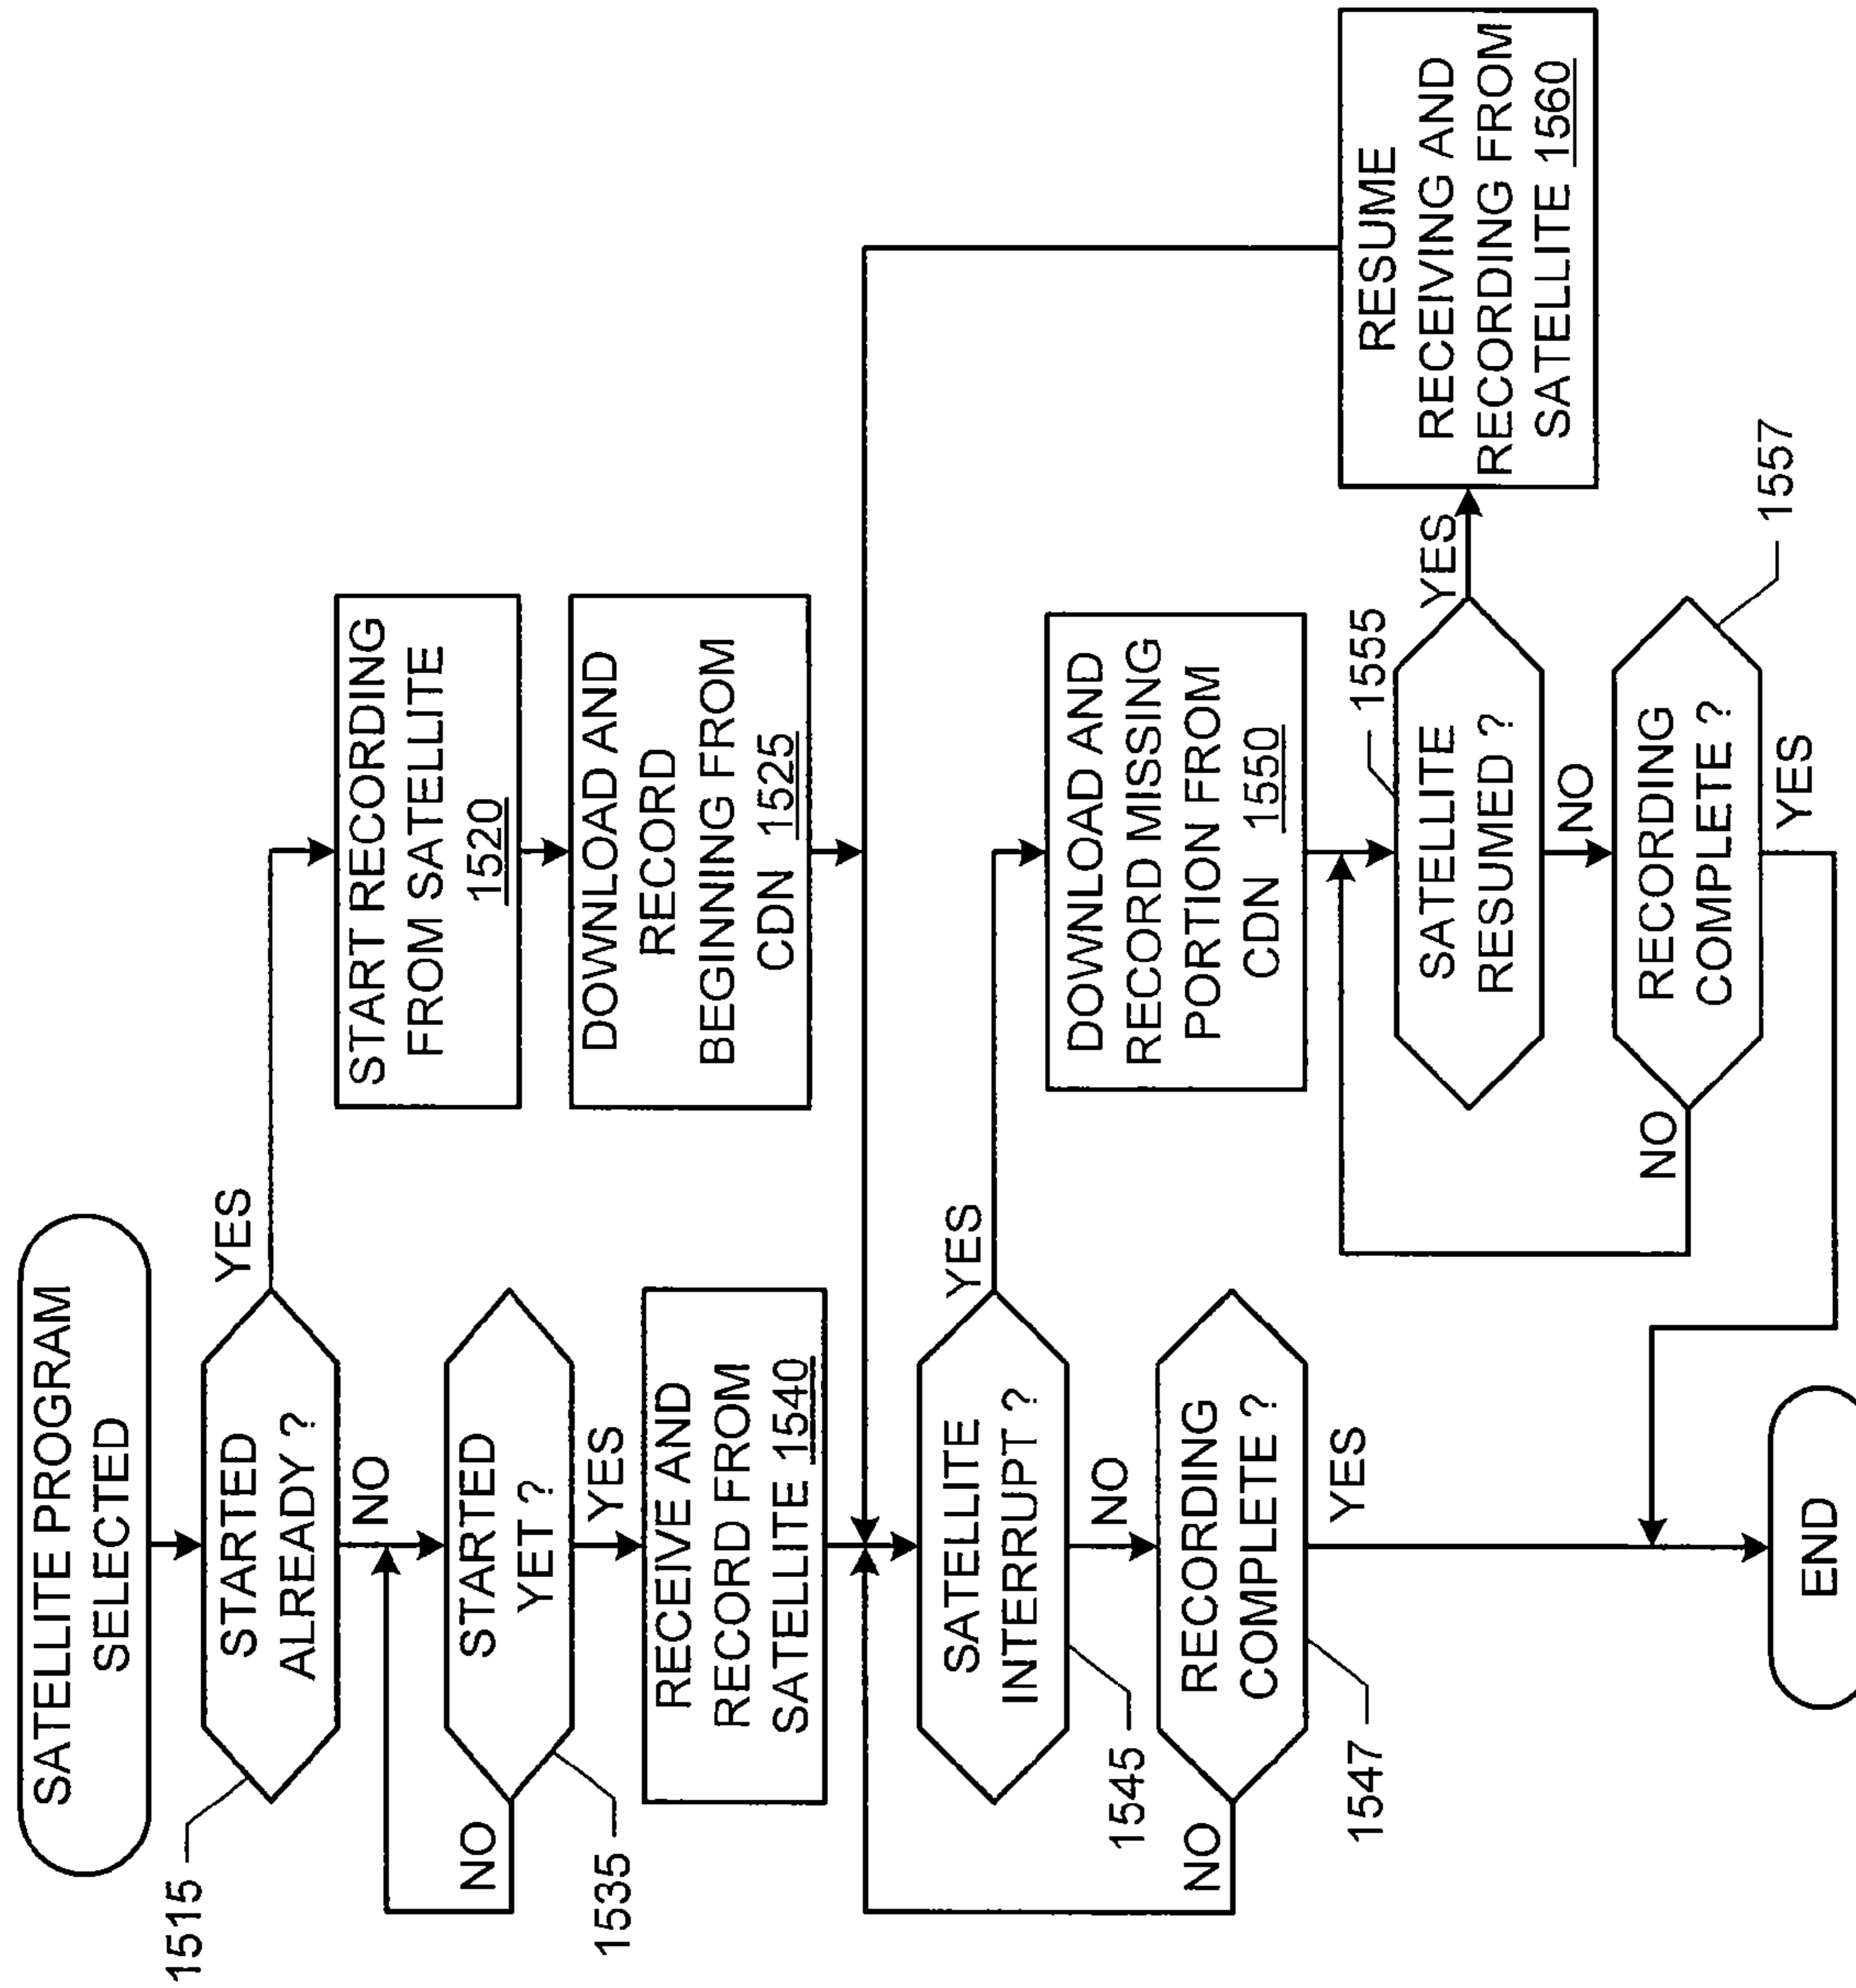 SATELLITE PROGRAM
SELECTED
1515
STARTED
ALREADY ?
YES
NO
START RECORDING
FROM SATELLITE
1520
STARTED
YET ?
NO
1535
YES
DOWNLOAD AND
RECORD
BEGINNING FROM
CDN 1525
RECEIVE AND
RECORD FROM
SATELLITE 1540
SATELLITE
INTERRUPT ?
YES
1545
NO
DOWNLOAD AND
RECORD MISSING
PORTION FROM
CDN 1550
RECORDING
COMPLETE ?
NO
1547
YES
1555
SATELLITE
RESUMED ?
YES
NO
RESUME
RECEIVING AND
RECORDING FROM
SATELLITE 1560
RECORDING
COMPLETE ?
NO
1557
YES
END